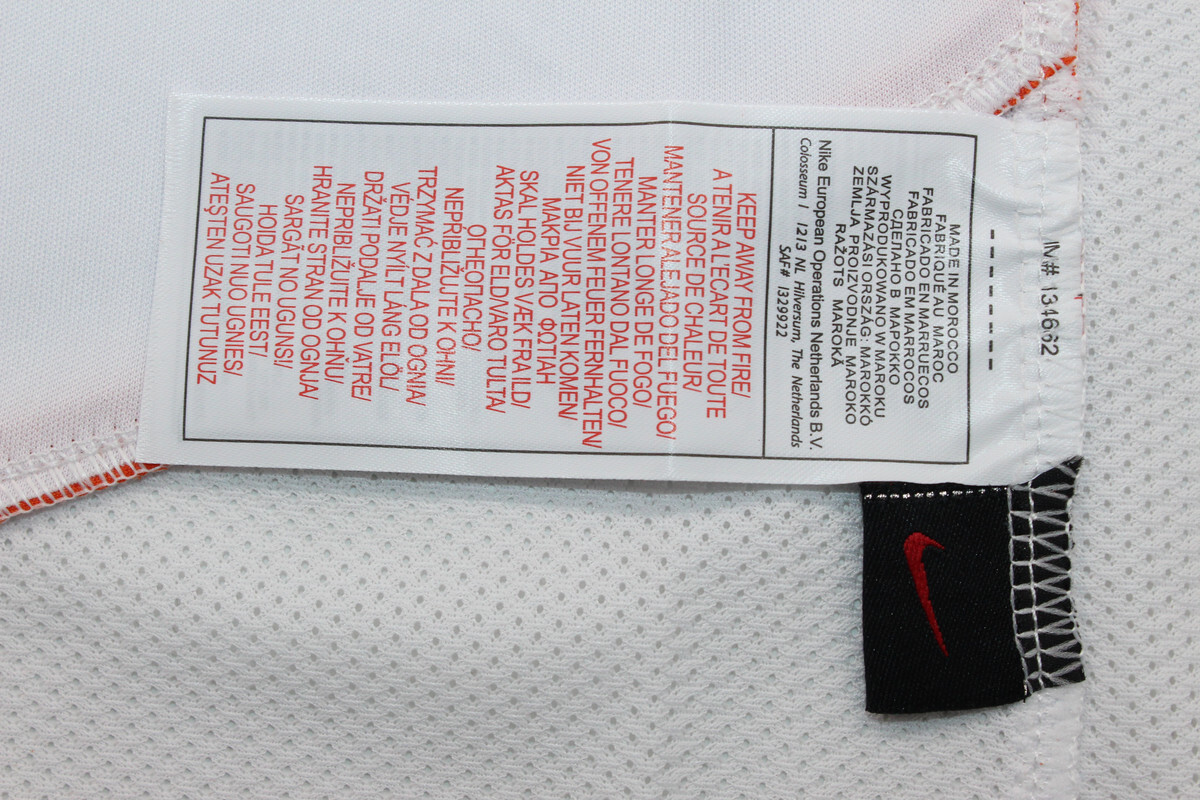 IM# 134662
MADE IN MOROCCO
FABRIQUÉAU MAROC
FABRICADO EN MARRUECOS
FABRICADO EM MARROCOS
СДЕЛАНО В МАРОККО
WYPRODUKOWANO W MAROKU
SZÁRMAZÁSI ORSZÁG: MAROKKÓ
ZEMLJA PROIZVODNJE MAROKO
RAŽOTS MAROKĀ
Nike European Operations Netherlands B.V.
Colosseum 1 1213 NL Hilversum, The Netherlands
SAF# 1329922
KEEP AWAY FROM FIRE/
A TENIR A L'ECART DE TOUTE
SOURCE DE CHALEUR/
MANTENER ALEJADO DEL FUEGO/
MANTER LONGE DE FOGO/
TENERE LONTANO DAL FUOCO/
VON OFFENEM FEUER FERNHALTEN/
NIET BIJ VUUR LATEN KOMEN/
ΜΑΚΡΙΑ ΑΠΟ ΦΩΤΙΑΗ
SKAL HOLDES VÆK FRA ILD/
AKTAS FÖR ELD/VARO TULTA/
ОГНЕОПАСНО/
NEPŘIBLIŽUJTE K OHNI/
TRZYMAĆ Z DALA OD OGNIA/
VÉDJE NYÍLT LÁNG ELÖL/
DRŽATI PODALJE OD VATRE/
NEPRIBLIŽUJTE K OHŇU/
HRANITE STRAN OD OGNJA/
SARGĀT NO UGUNS/
HOIDA TULE EEST/
SAUGOTI NUO UGNIES/
ATEŞTEN UZAK TUTUNUZ